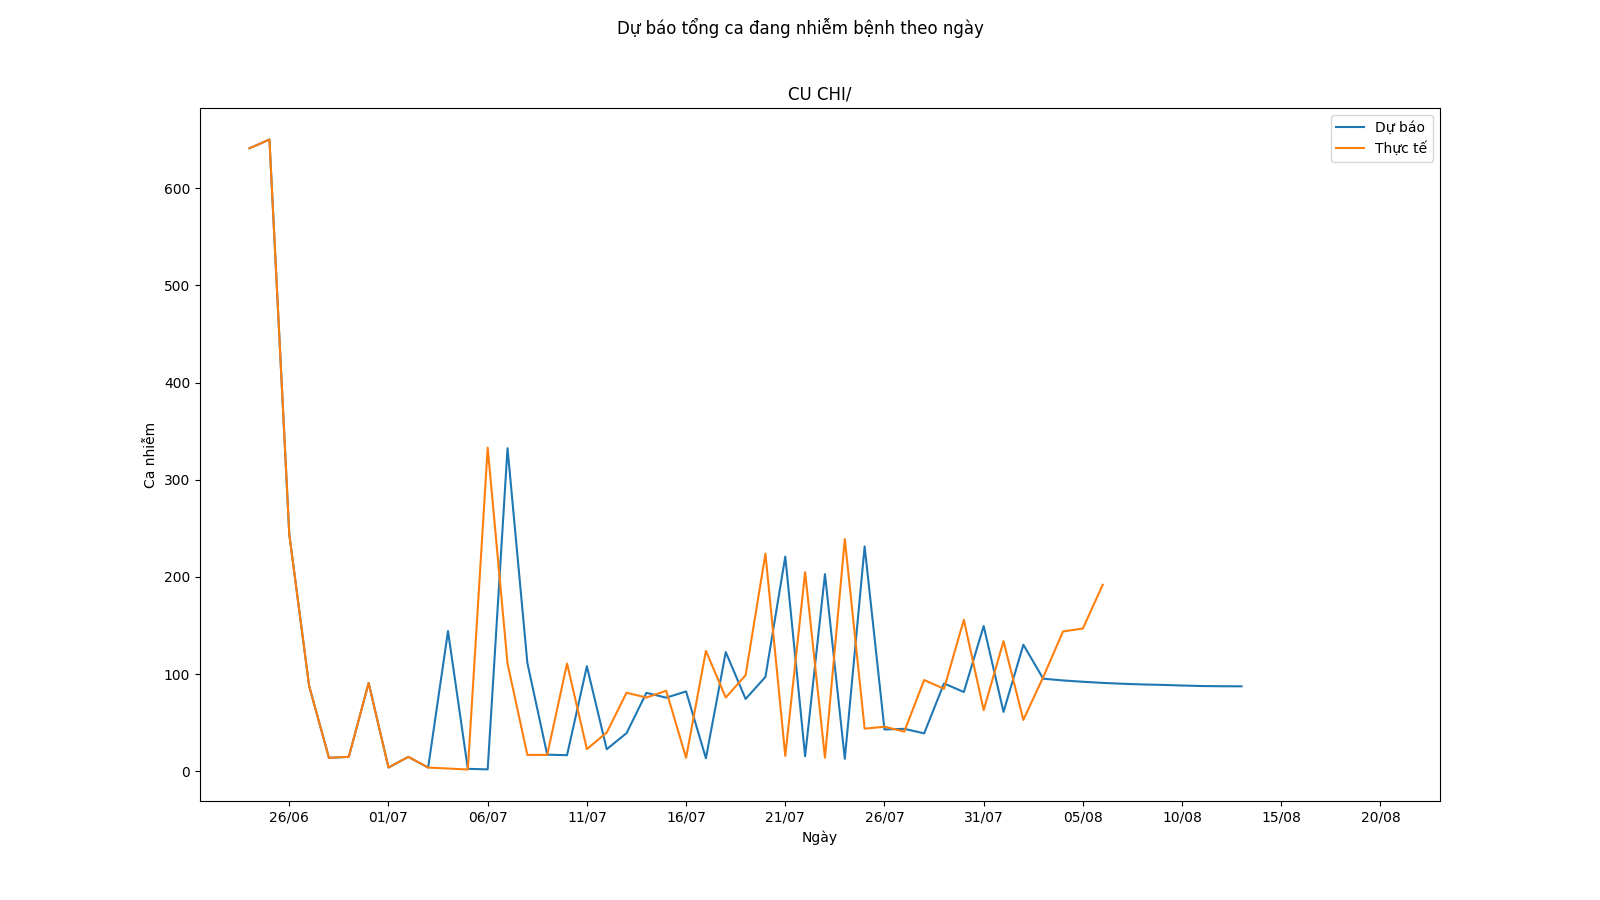 Dự báo tổng ca đang nhiễm bệnh theo ngày
CU CHI/
Dự báo
Thực tế
600
500
400
300
200
100
0
Ca nhiễm
26/06 01/07 06/07 11/07 16/07 21/07 26/07 31/07 05/08 10/08 15/08 20/08
Ngày